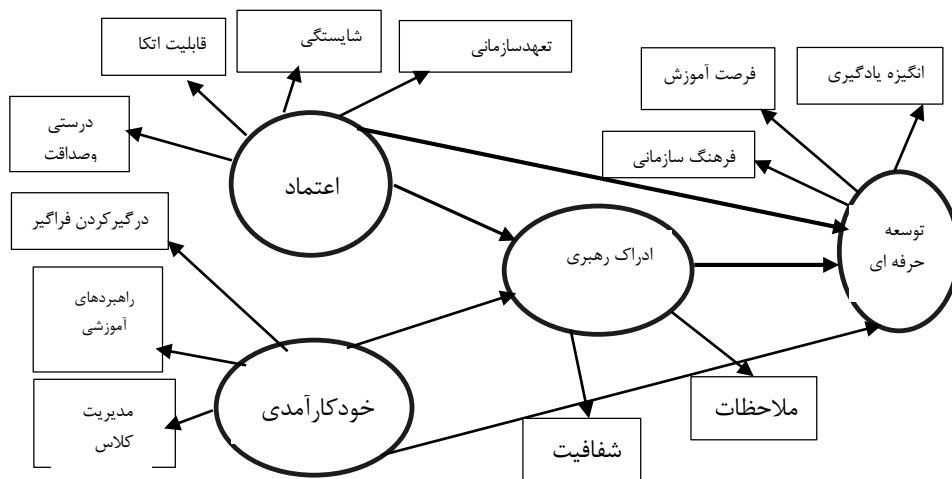 شایستگی
تعهدسازمانی
قابلیت اتکا
انگیزه یادگیری
فرصت آموزش
درستی
وصداقت
فرهنگ سازمانی
اعتماد
درگیرکردن فراگیر
توسعه
حرفه ای
ادراک رهبری
راهبردهای
آموزشی
خودکارآمدی
ملاحظات
مدیریت
کلاس
شفافیت